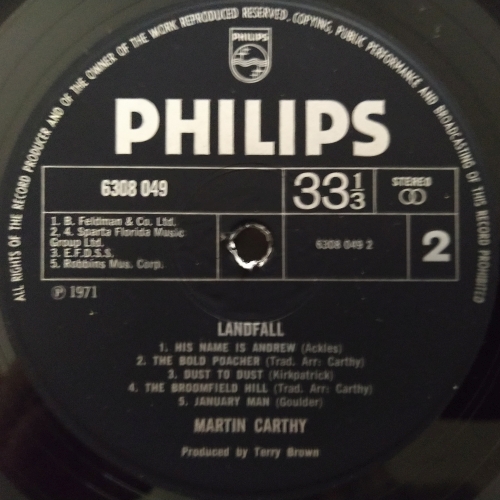 ALL RIGHTS OF THE RECORD PRODUCER AND OF THE OWNER OF THE WORK REPRODUCED RESERVED, COPYING, PUBLIC PERFORMANCE AND BROADCASTING OF THIS RECORD PROHIBITED
PHILIPS
PHILIPS
6308 049
33 1/3
STEREO
1. B. Feldman & Co. Ltd.
2, 4. Sparta Florida Music
Group Ltd.
3. E.F.D.S.S.
5. Robbins Mus. Corp.
6308 049 2
2
Ⓟ 1971
LANDFALL
1. HIS NAME IS ANDREW (Ackles)
2. THE BOLD POACHER (Trad. Arr: Carthy)
3. DUST TO DUST (Kirkpatrick)
4. THE BROOMFIELD HILL (Trad. Arr: Carthy)
5. JANUARY MAN (Goulder)
MARTIN CARTHY
Produced by Terry Brown